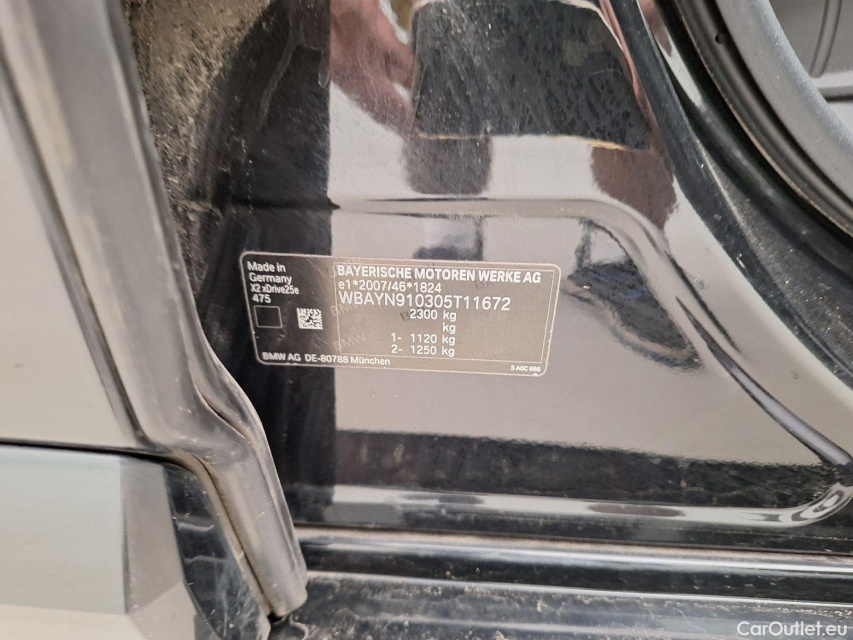 Made in
Germany
X2 xDrive25e
475
BAYERISCHE MOTOREN WERKE AG
e1*2007/46*1824
WBAYN910305T11672
2300 kg
kg
1- 1120 kg
2- 1250 kg
BMW AG DE-80788 München
CarOutlet.eu